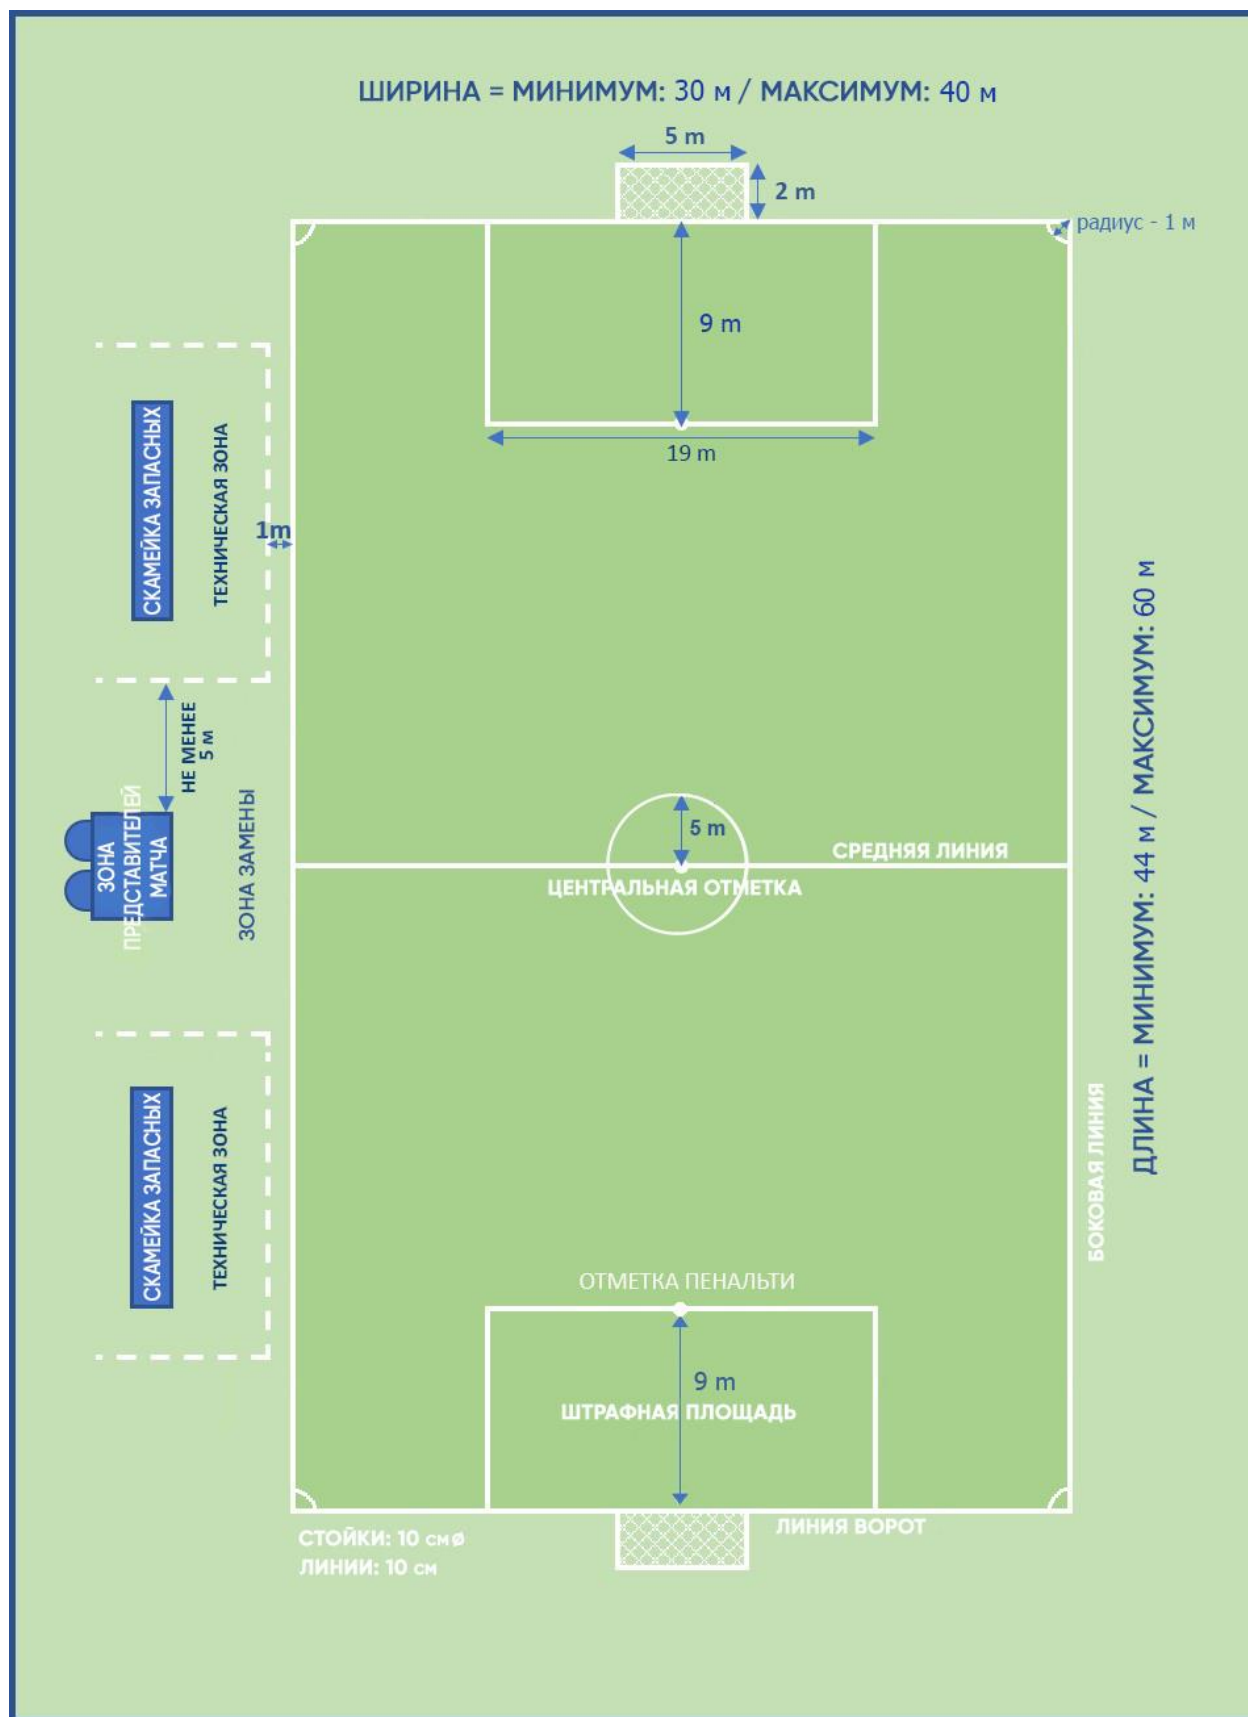 ШИРИНА = МИНИМУМ: 30 м / МАКСИМУМ: 40 м
5 m
2 m
радиус - 1 м
9 m
19 m
СКАМЕЙКА ЗАПАСНЫХ
ТЕХНИЧЕСКАЯ ЗОНА
1m
НЕ МЕНЕЕ
5 м
ЗОНА
ПРЕДСТАВИТЕЛЕЙ
МАТЧА
ЗОНА ЗАМЕНЫ
5 m
СРЕДНЯЯ ЛИНИЯ
ЦЕНТРАЛЬНАЯ ОТМЕТКА
ДЛИНА = МИНИМУМ: 44 м / МАКСИМУМ: 60 м
СКАМЕЙКА ЗАПАСНЫХ
ТЕХНИЧЕСКАЯ ЗОНА
БОКОВАЯ ЛИНИЯ
ОТМЕТКА ПЕНАЛЬТИ
9 m
ШТРАФНАЯ ПЛОЩАДЬ
ЛИНИЯ ВОРОТ
СТОЙКИ: 10 смø
ЛИНИИ: 10 см